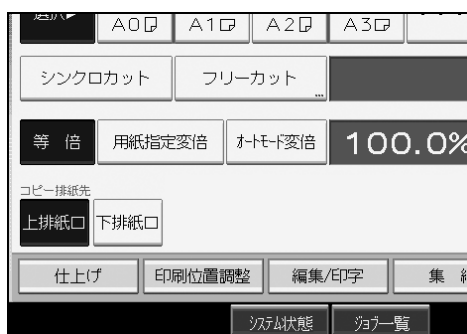 選択▶ A0 A1 A2 A3
シンクロカット フリーカット ...
等倍 用紙指定変倍 オートモード変倍 100.0%
コピー排紙先
上排紙口 下排紙口
仕上げ 印刷位置調整 編集/印字 集
システム状態 ジョブ一覧